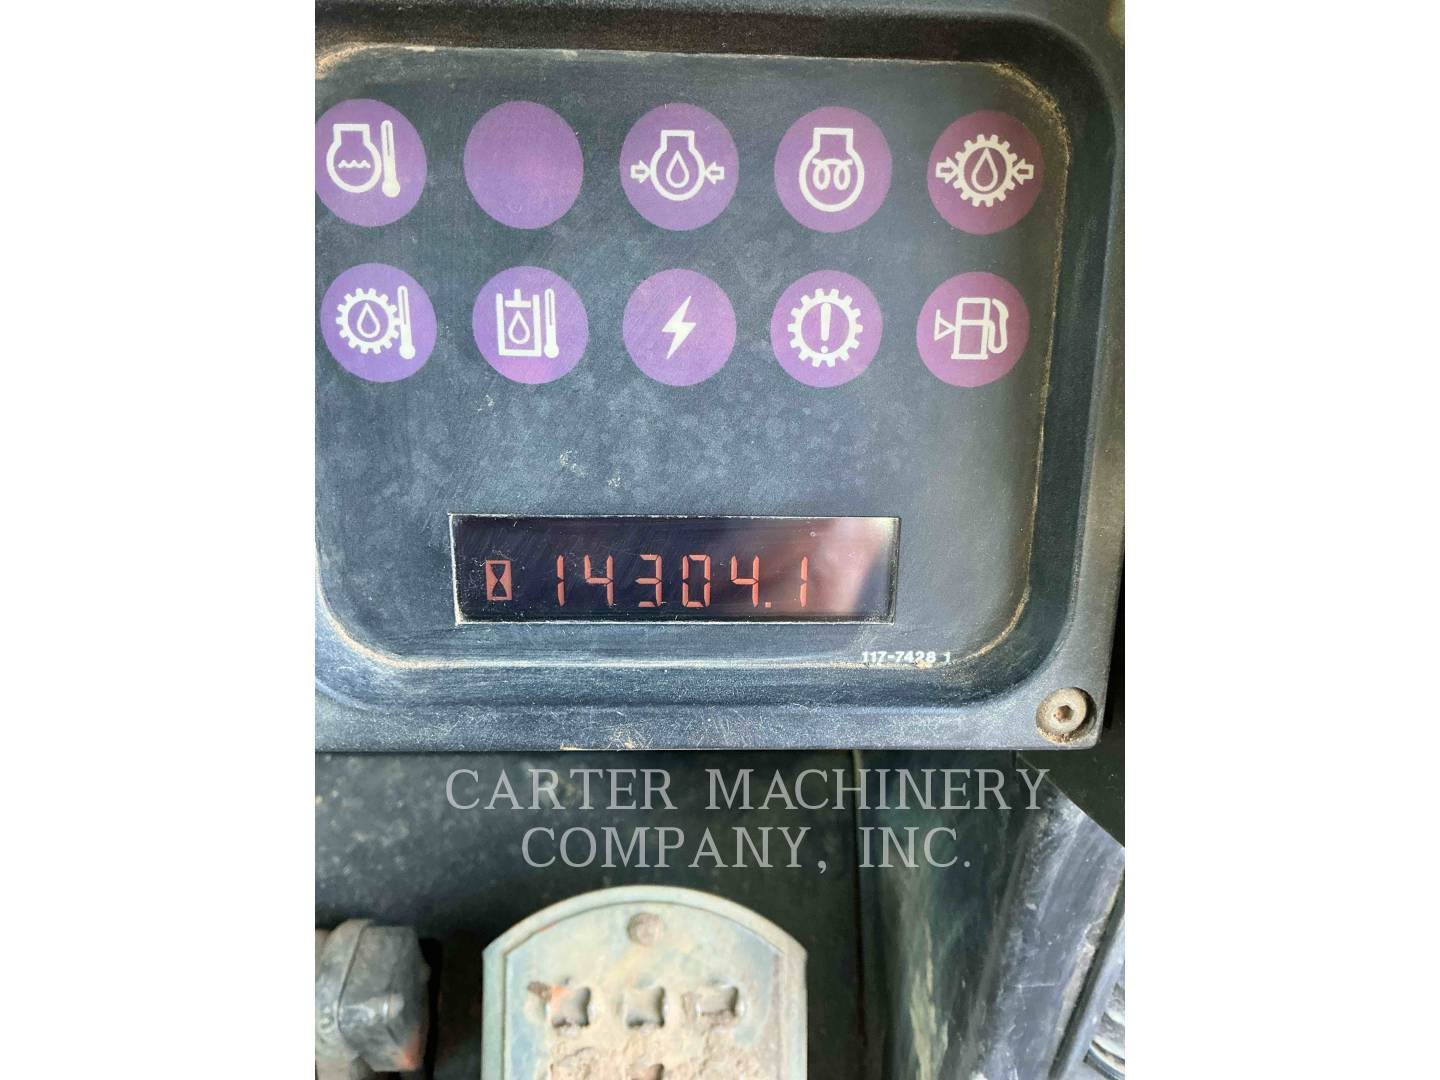 14304.1
117-7428 1
CARTER MACHINERY
COMPANY, INC.